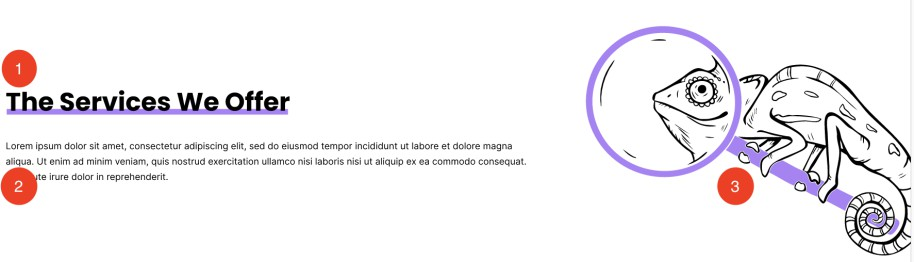 1
The Services We Offer
Lorem ipsum dolor sit amet, consectetur adipiscing elit, sed do eiusmod tempor incididunt ut labore et dolore magna
aliqua. Ut enim ad minim veniam, quis nostrud exercitation ullamco nisi laboris nisi ut aliquip ex ea commodo consequat.
ute irure dolor in reprehenderit.
2
3